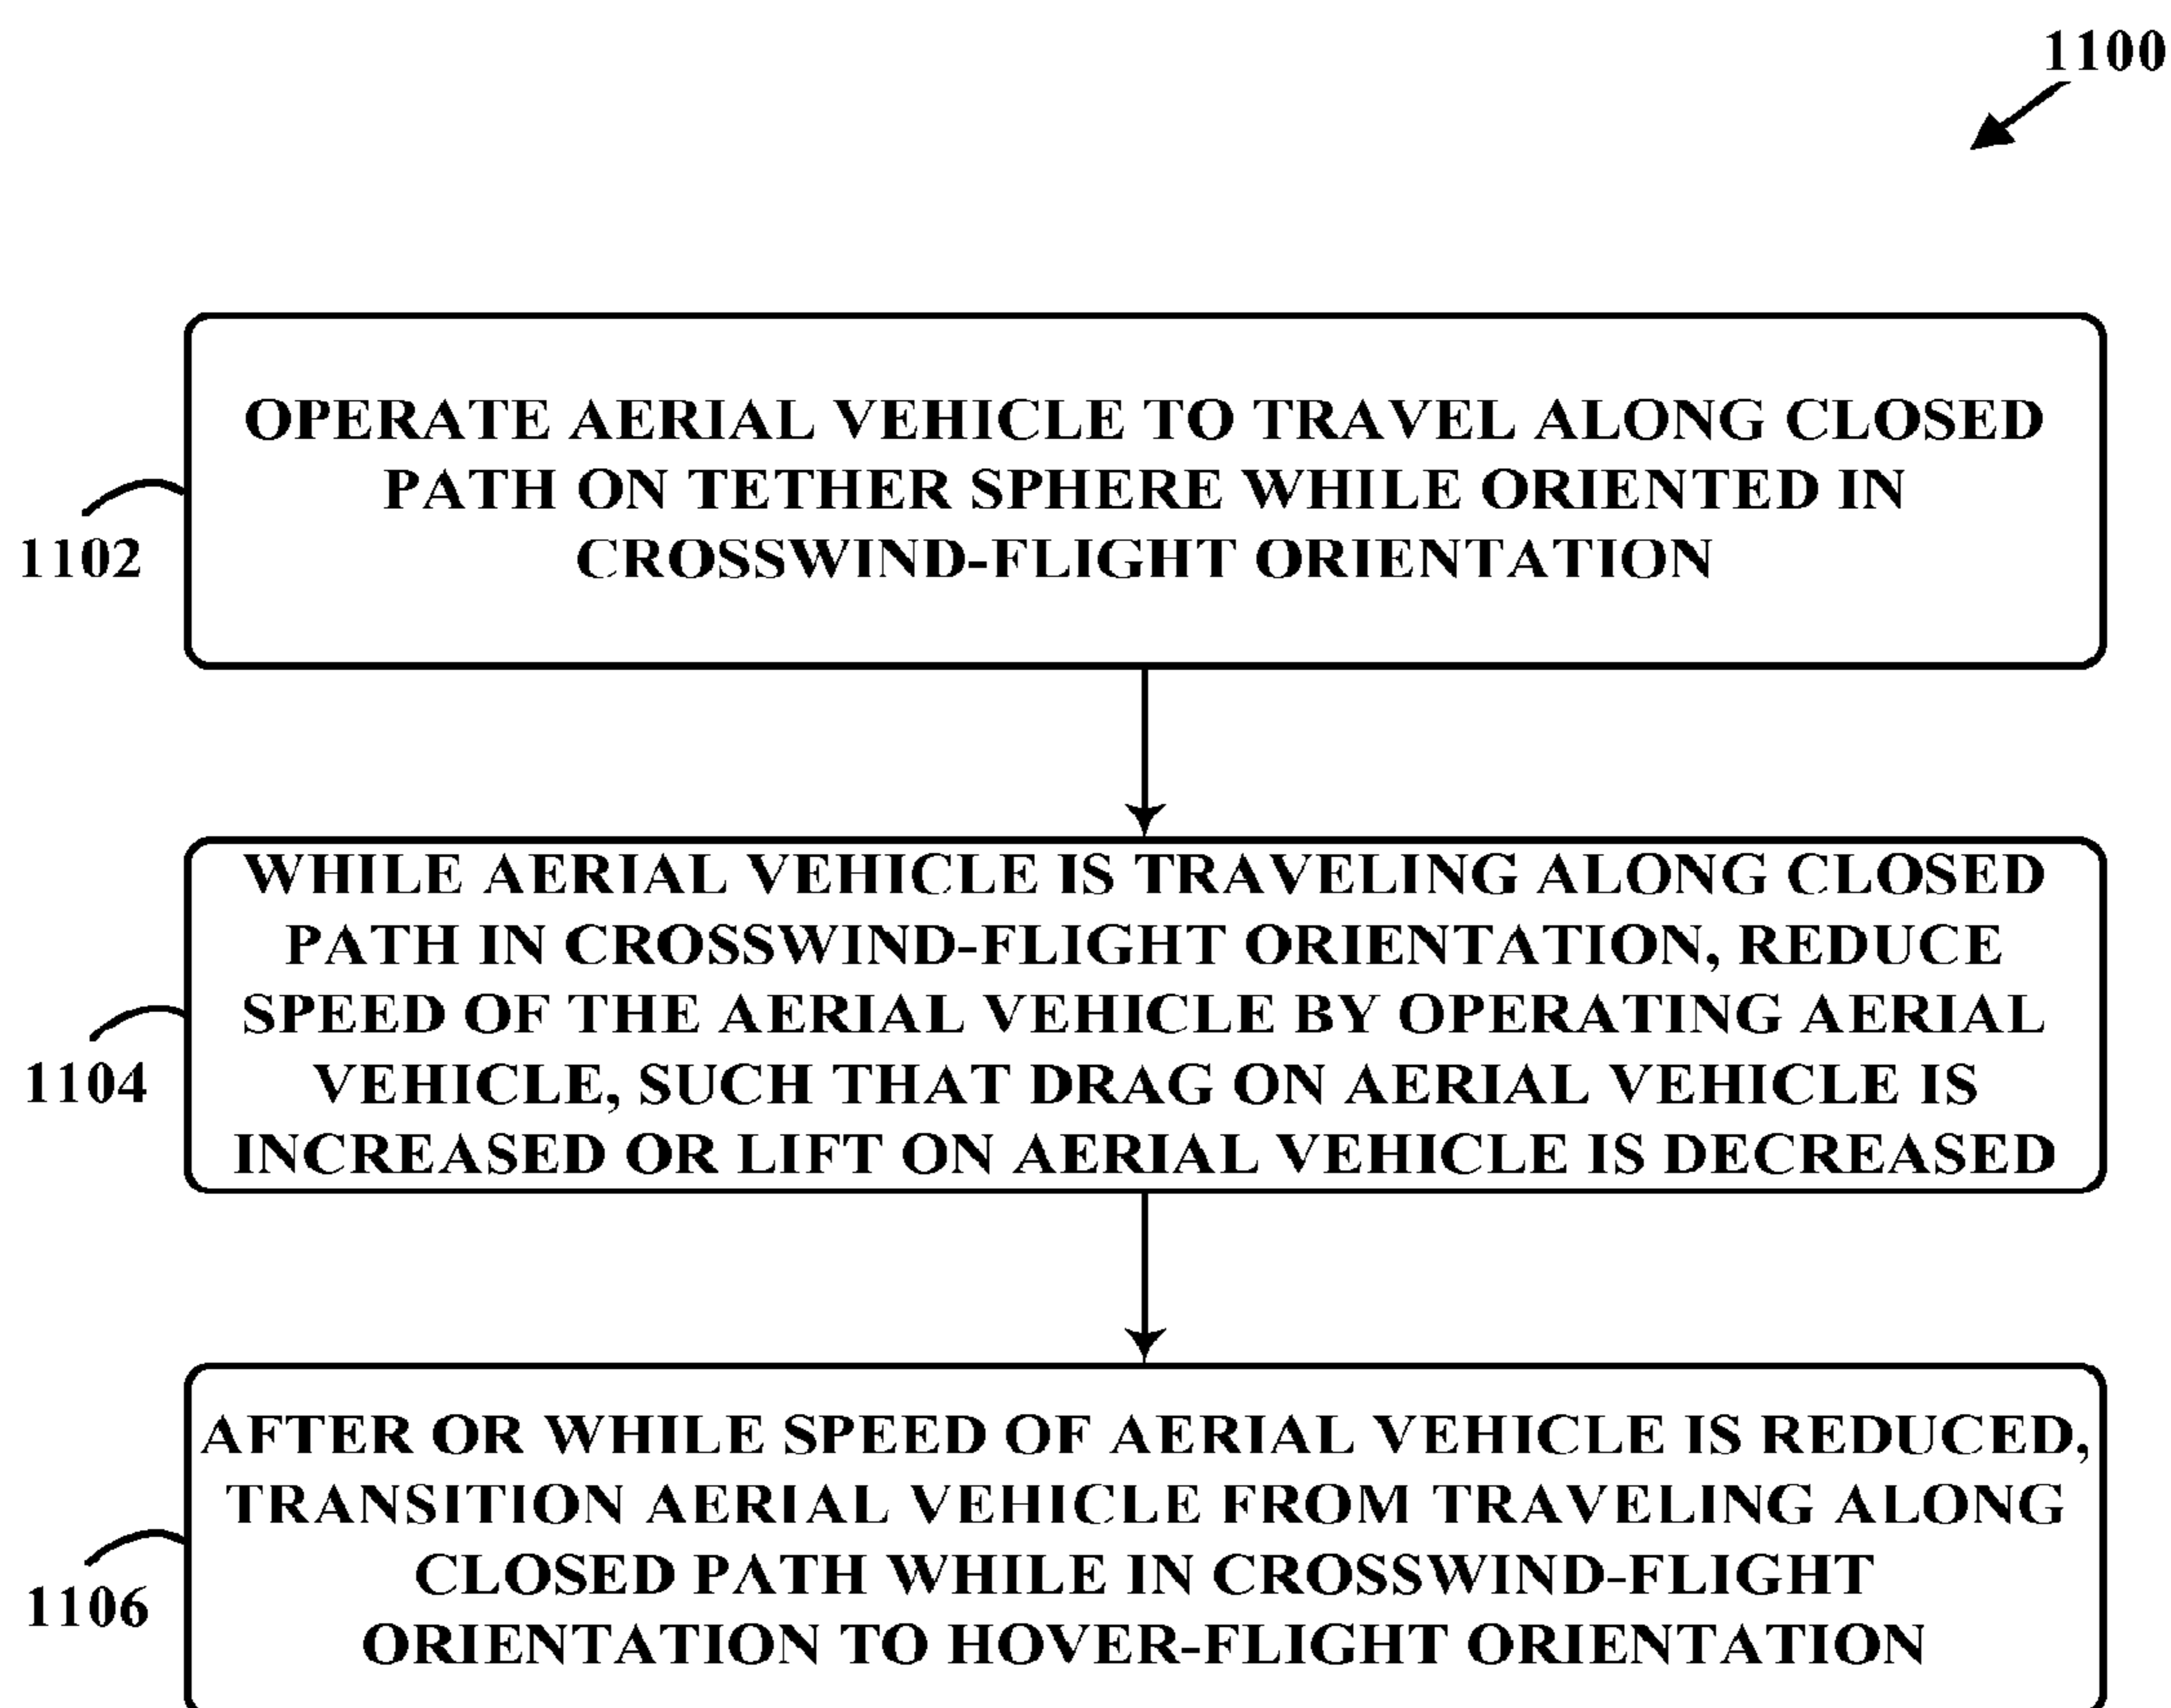 1100
OPERATE AERIAL VEHICLE TO TRAVEL ALONG CLOSED
PATH ON TETHER SPHERE WHILE ORIENTED IN
CROSSWIND-FLIGHT ORIENTATION
1102
WHILE AERIAL VEHICLE IS TRAVELING ALONG CLOSED
PATH IN CROSSWIND-FLIGHT ORIENTATION, REDUCE
SPEED OF THE AERIAL VEHICLE BY OPERATING AERIAL
VEHICLE, SUCH THAT DRAG ON AERIAL VEHICLE IS
INCREASED OR LIFT ON AERIAL VEHICLE IS DECREASED
1104
AFTER OR WHILE SPEED OF AERIAL VEHICLE IS REDUCED,
TRANSITION AERIAL VEHICLE FROM TRAVELING ALONG
CLOSED PATH WHILE IN CROSSWIND-FLIGHT
ORIENTATION TO HOVER-FLIGHT ORIENTATION
1106